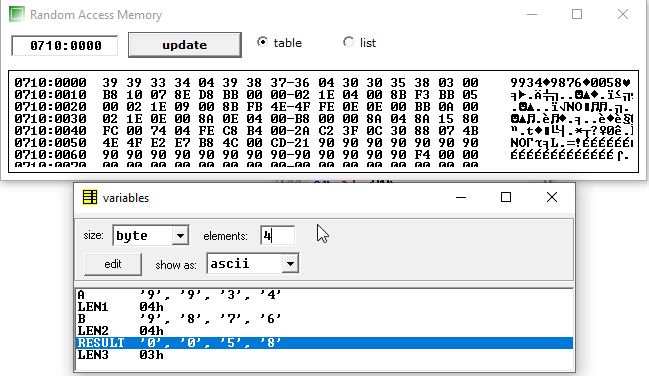 Random Access Memory
0710:0000 update table list
0710:0000 39 39 33 34 04 39 38 37-36 04 30 30 35 38 03 00 9934♦9876♦0058♥
0710:0010 B8 10 07 8E D8 BB 00 00-02 1E 04 00 8B F3 BB 05
0710:0020 00 02 1E 09 00 8B FB 4E-4F FE 0E 0E 00 BB 0A 00
0710:0030 02 1E 0E 00 8A 0E 04 00-B8 00 00 8A 04 8A 15 80
0710:0040 FC 00 74 04 FE C8 B4 00-2A C2 3F 0C 30 88 07 4B
0710:0050 4E 4F E2 E7 B8 4C 00 CD-21 90 90 90 90 90 90 90
0710:0060 90 90 90 90 90 90 90 90-90 90 90 90 90 F4 00 00
variables
size: byte elements: 4
edit show as: ascii
A '9', '9', '3', '4'
LEN1 04h
B '9', '8', '7', '6'
LEN2 04h
RESULT '0', '0', '5', '8'
LEN3 03h